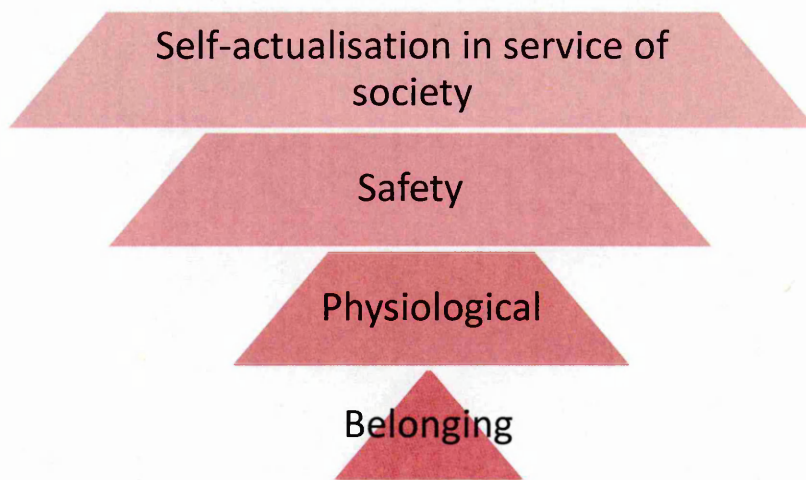 Self-actualisation in service of
society
Safety
Physiological
Belonging